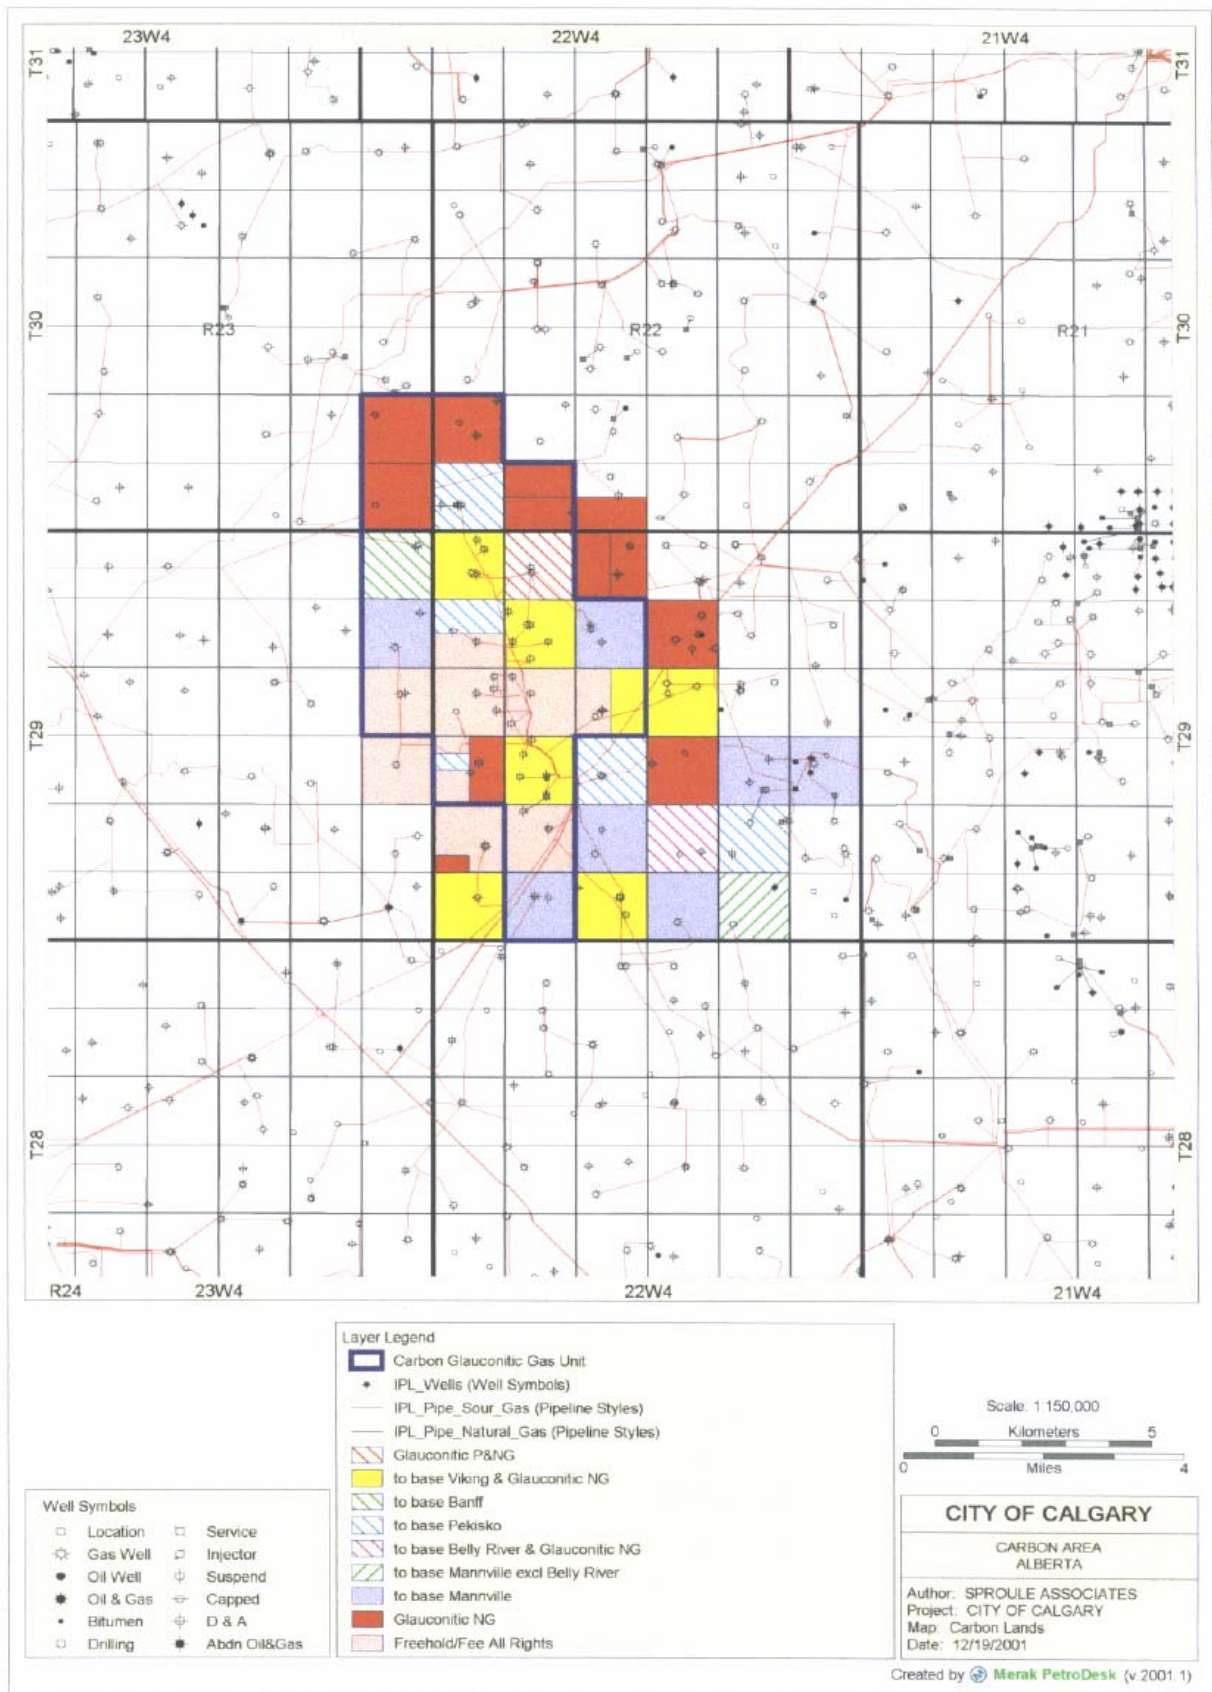 23W4 22W4 21W4
T31 T31
R23 R22 R21
T30 T30
T29 T29
T28 T28
R24 23W4 22W4 21W4
Layer Legend
Carbon Glauconitic Gas Unit
IPL_Wells (Well Symbols)
IPL_Pipe_Sour_Gas (Pipeline Styles)
IPL_Pipe_Natural_Gas (Pipeline Styles)
Glauconitic P&NG
to base Viking & Glauconitic NG
to base Banff
to base Pekisko
to base Belly River & Glauconitic NG
to base Mannville excl Belly River
to base Mannville
Glauconitic NG
Freehold/Fee All Rights
Well Symbols
Location Service
Gas Well Injector
Oil Well Suspend
Oil & Gas Capped
Bitumen D & A
Drilling Abdn Oil&Gas
Scale: 1:150,000
0 Kilometers 5
0 Miles 4
CITY OF CALGARY
CARBON AREA
ALBERTA
Author: SPROULE ASSOCIATES
Project: CITY OF CALGARY
Map: Carbon Lands
Date: 12/19/2001
Created by Merak PetroDesk (v.2001.1)